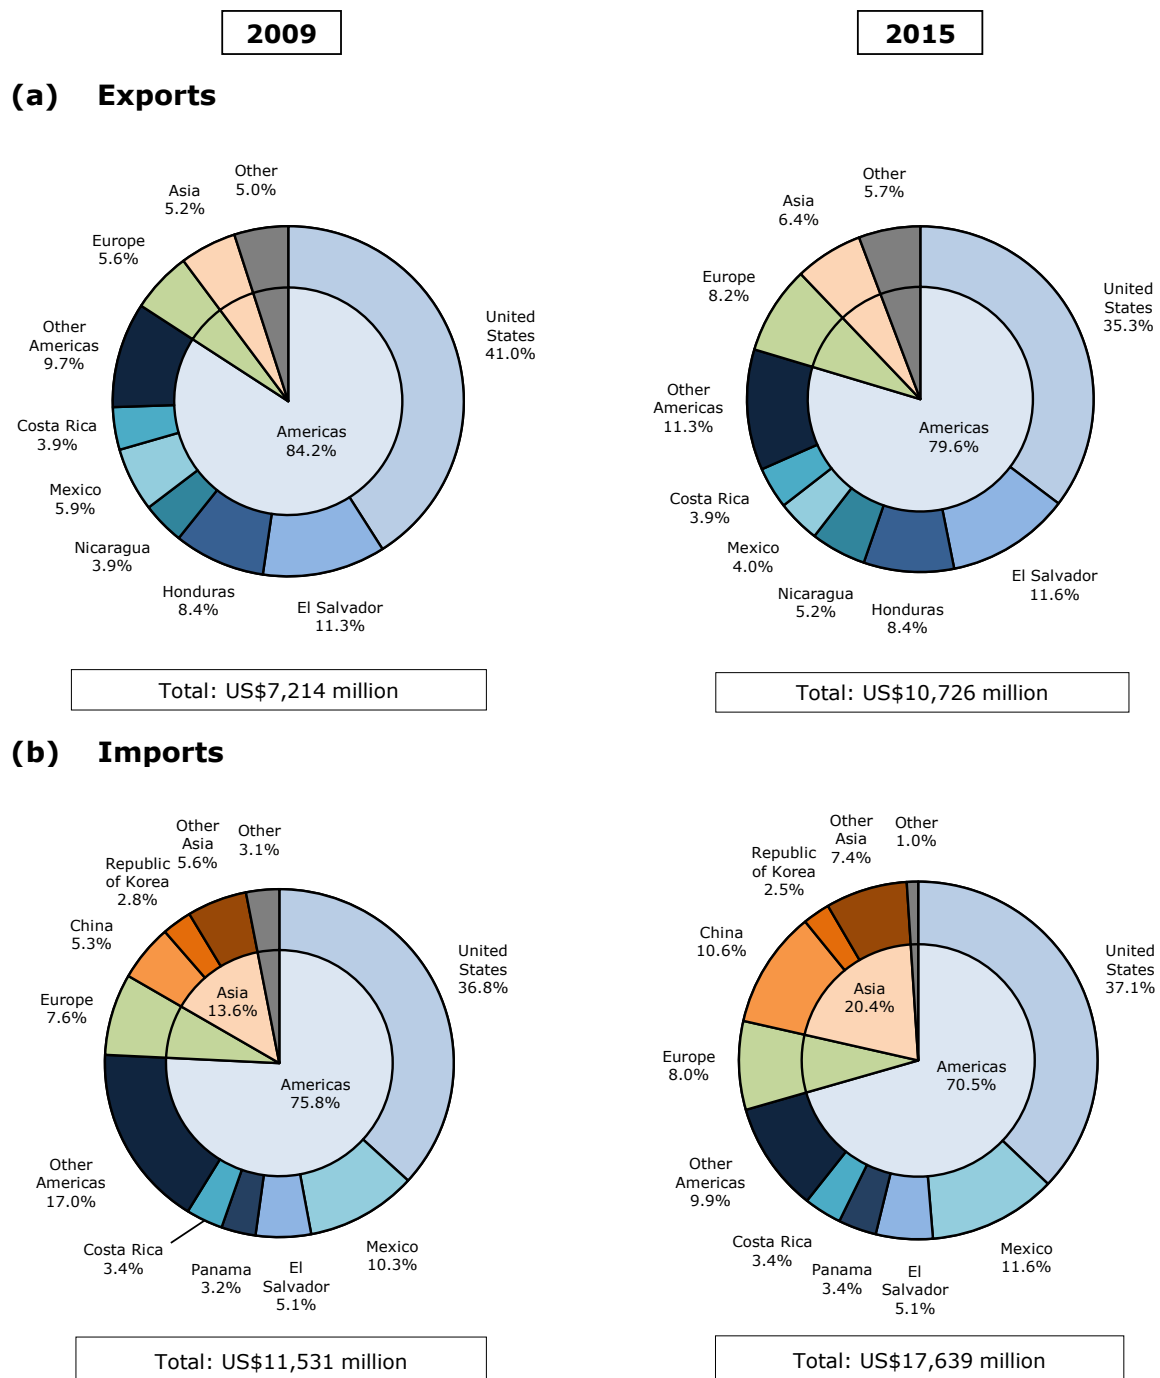 2009
2015
(a) Exports
Other
5.0%
Asia
5.2%
Europe
5.6%
Other
Americas
9.7%
Costa Rica
3.9%
Mexico
5.9%
Nicaragua
3.9%
Honduras
8.4%
El Salvador
11.3%
United
States
41.0%
Americas
84.2%
Total: US$7,214 million
Other
5.7%
Asia
6.4%
Europe
8.2%
Other
Americas
11.3%
Costa Rica
3.9%
Mexico
4.0%
Nicaragua
5.2%
Honduras
8.4%
El Salvador
11.6%
United
States
35.3%
Americas
79.6%
Total: US$10,726 million
(b) Imports
Other
3.1%
Other
Asia
5.6%
Republic
of Korea
2.8%
China
5.3%
Europe
7.6%
Other
Americas
17.0%
Costa Rica
3.4%
Panama
3.2%
El
Salvador
5.1%
Mexico
10.3%
United
States
36.8%
Asia
13.6%
Americas
75.8%
Total: US$11,531 million
Other
1.0%
Other
Asia
7.4%
Republic
of Korea
2.5%
China
10.6%
Europe
8.0%
Other
Americas
9.9%
Costa Rica
3.4%
Panama
3.4%
El
Salvador
5.1%
Mexico
11.6%
United
States
37.1%
Asia
20.4%
Americas
70.5%
Total: US$17,639 million